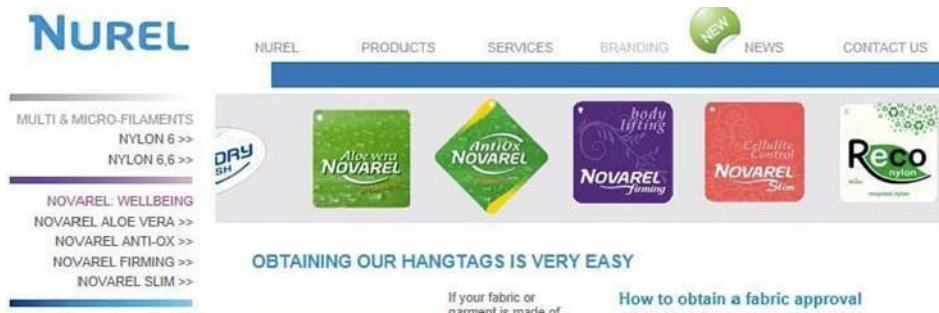 NUREL
NUREL PRODUCTS SERVICES BRANDING NEW NEWS CONTACT US
MULTI & MICRO-FILAMENTS
NYLON 6 >>
NYLON 6,6 >>
NOVAREL: WELLBEING
NOVAREL ALOE VERA >>
NOVAREL ANTI-OX >>
NOVAREL FIRMING >>
NOVAREL SLIM >>
DRY
SH
Aloe vera
NOVAREL
AntiOx
NOVAREL
body
lifting
NOVAREL
firming
Cellulite
Control
NOVAREL
Slim
Reco
nylon
recycled nylon
OBTAINING OUR HANGTAGS IS VERY EASY
If your fabric or
garment is made of
How to obtain a fabric approval